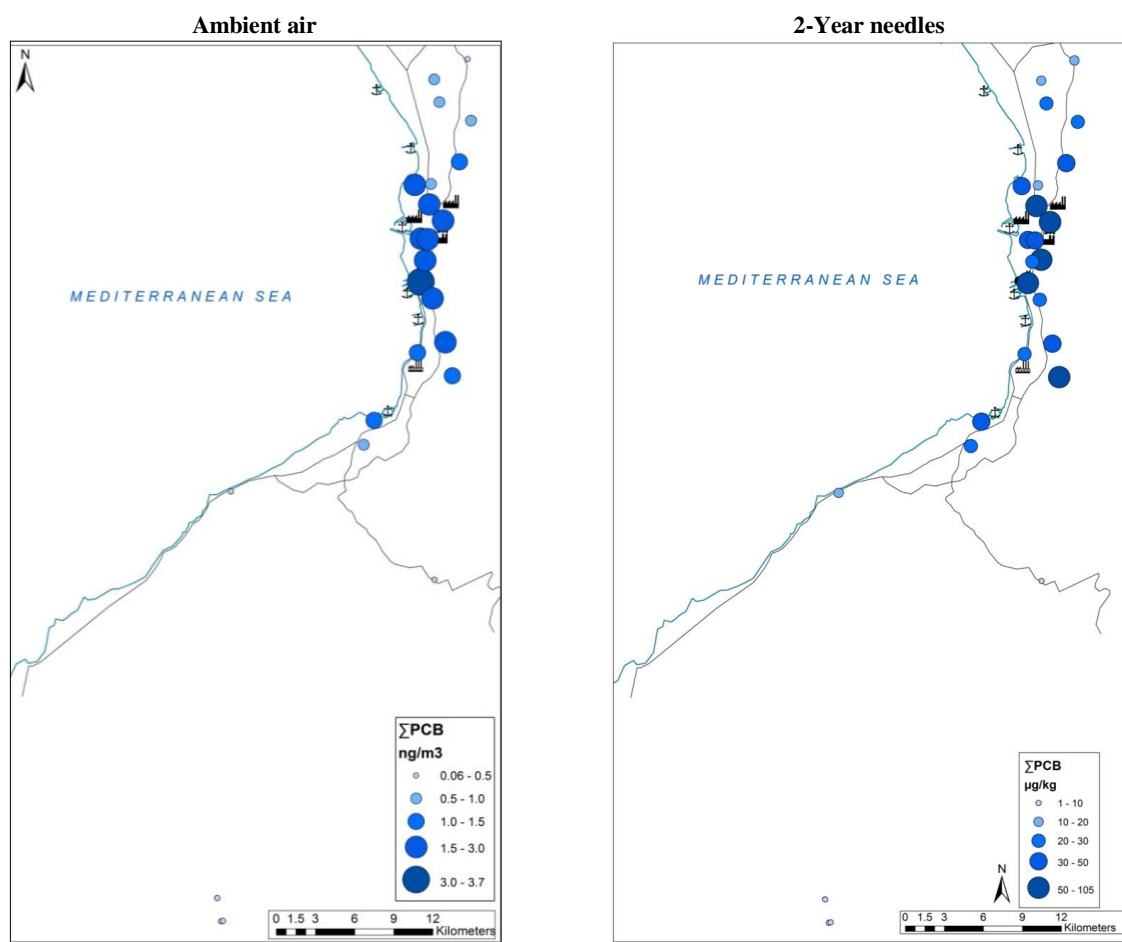 Ambient air
N
MEDITERRANEAN SEA
∑PCB
ng/m3
0.06 - 0.5
0.5 - 1.0
1.0 - 1.5
1.5 - 3.0
3.0 - 3.7
0 1.5 3 6 9 12
Kilometers
2-Year needles
MEDITERRANEAN SEA
∑PCB
µg/kg
1 - 10
10 - 20
20 - 30
30 - 50
50 - 105
N
0 1.5 3 6 9 12
Kilometers